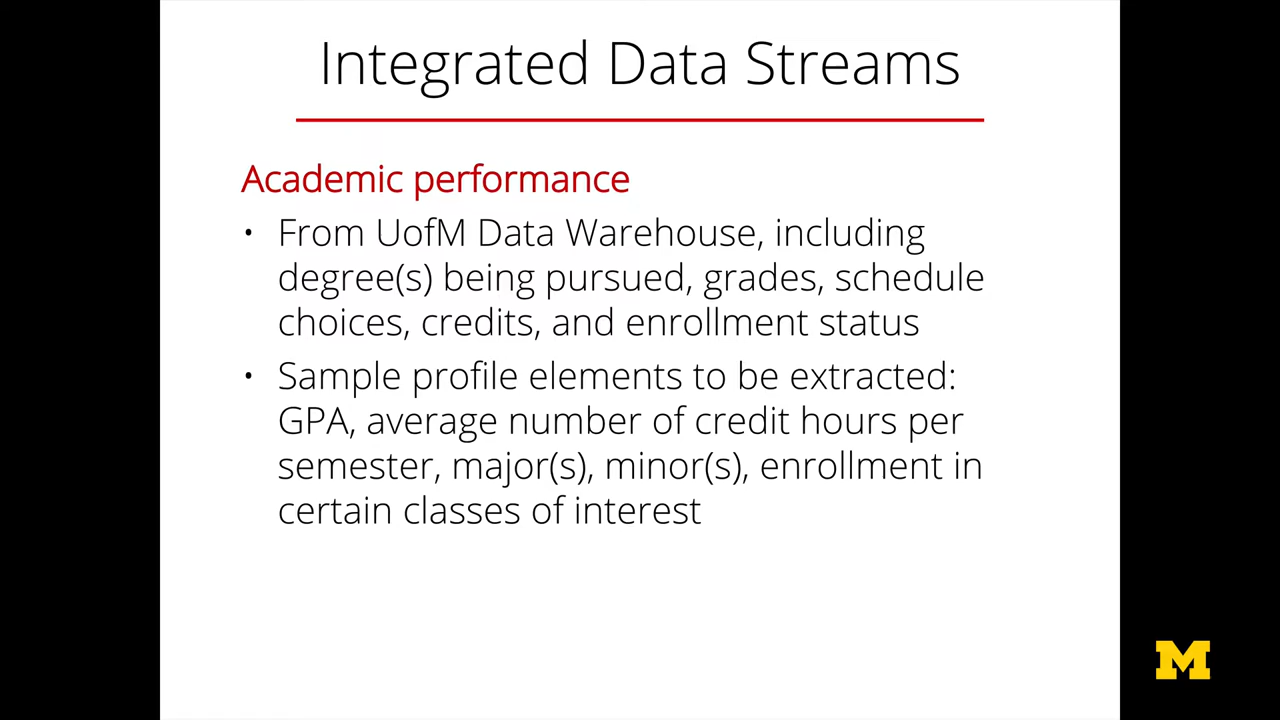 Integrated Data Streams
Academic performance
• From UofM Data Warehouse, including
degree(s) being pursued, grades, schedule
choices, credits, and enrollment status
• Sample profile elements to be extracted:
GPA, average number of credit hours per
semester, major(s), minor(s), enrollment in
certain classes of interest
M